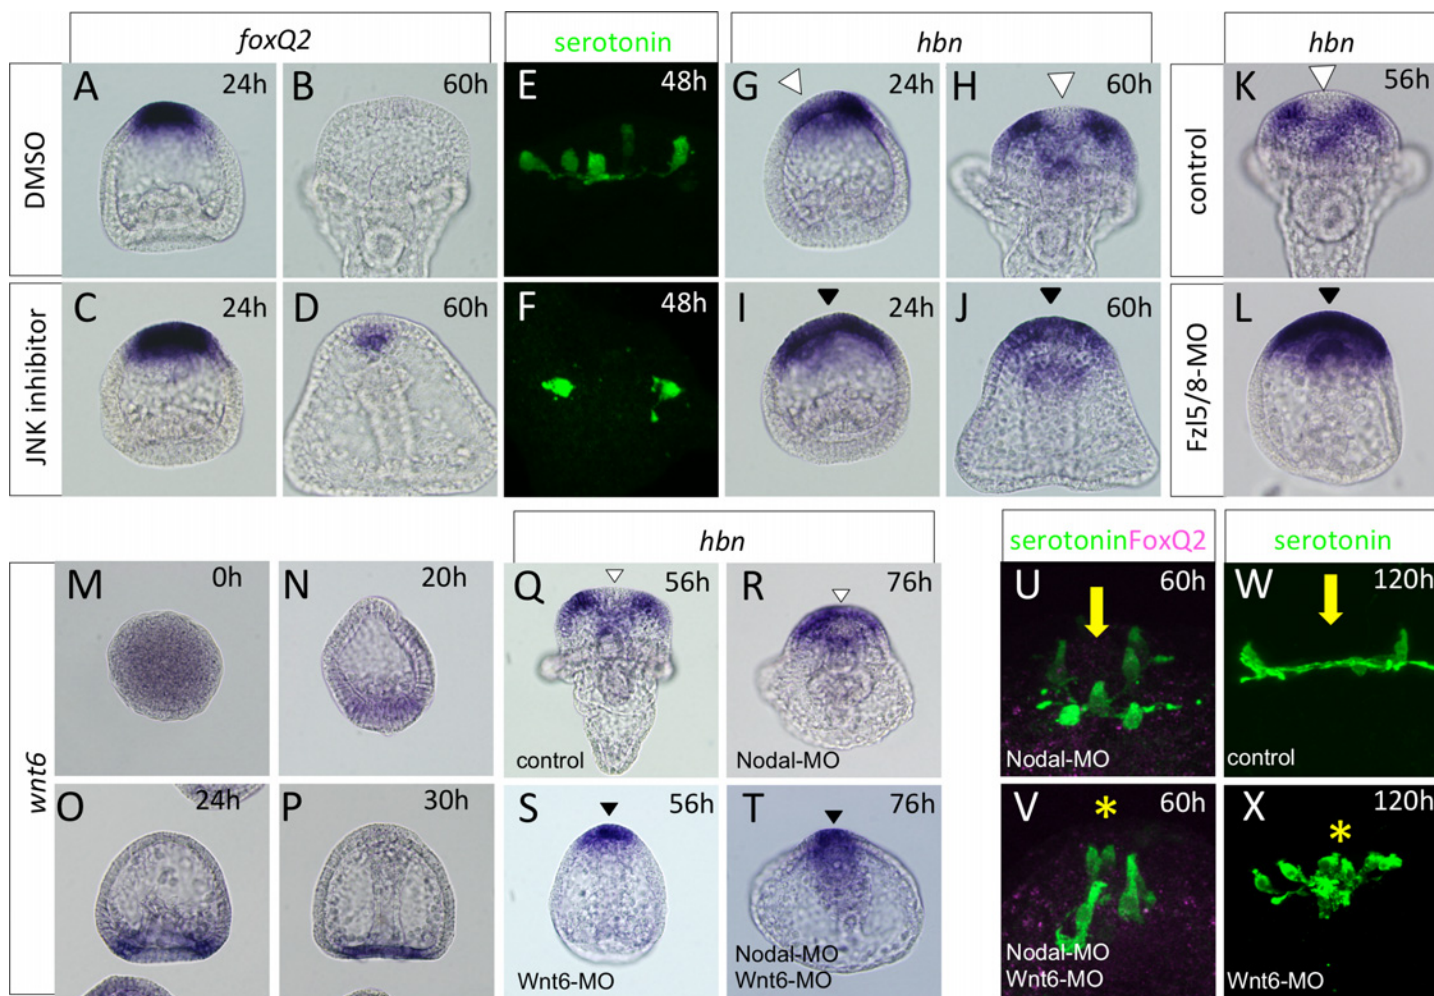 foxQ2 serotonin hbn hbn
DMSO
A 24h B 60h E 48h G 24h H 60h K 56h
control
JNK inhibitor
C 24h D 60h F 48h I 24h J 60h L
Fzl5/8-MO
hbn
serotoninFoxQ2 serotonin
wnt6
M 0h N 20h Q 56h R 76h U 60h W 120h
control Nodal-MO Nodal-MO control
O 24h P 30h S 56h T 76h V 60h X 120h
Nodal-MO Nodal-MO
Wnt6-MO Wnt6-MO Wnt6-MO Wnt6-MO